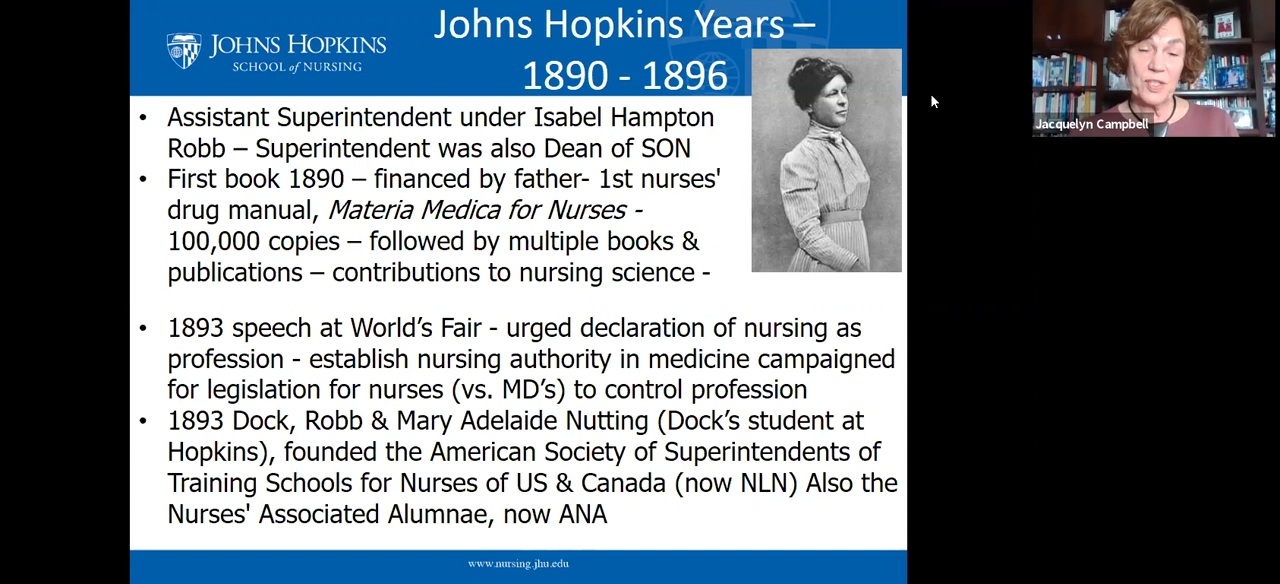 JOHNS HOPKINS
SCHOOL of NURSING
Johns Hopkins Years –
1890 - 1896
• Assistant Superintendent under Isabel Hampton
Robb – Superintendent was also Dean of SON
• First book 1890 – financed by father- 1st nurses'
drug manual, Materia Medica for Nurses -
100,000 copies – followed by multiple books &
publications – contributions to nursing science -
• 1893 speech at World's Fair - urged declaration of nursing as
profession - establish nursing authority in medicine campaigned
for legislation for nurses (vs. MD's) to control profession
• 1893 Dock, Robb & Mary Adelaide Nutting (Dock's student at
Hopkins), founded the American Society of Superintendents of
Training Schools for Nurses of US & Canada (now NLN) Also the
Nurses' Associated Alumnae, now ANA
www.nursing.jhu.edu
Jacquelyn Campbell